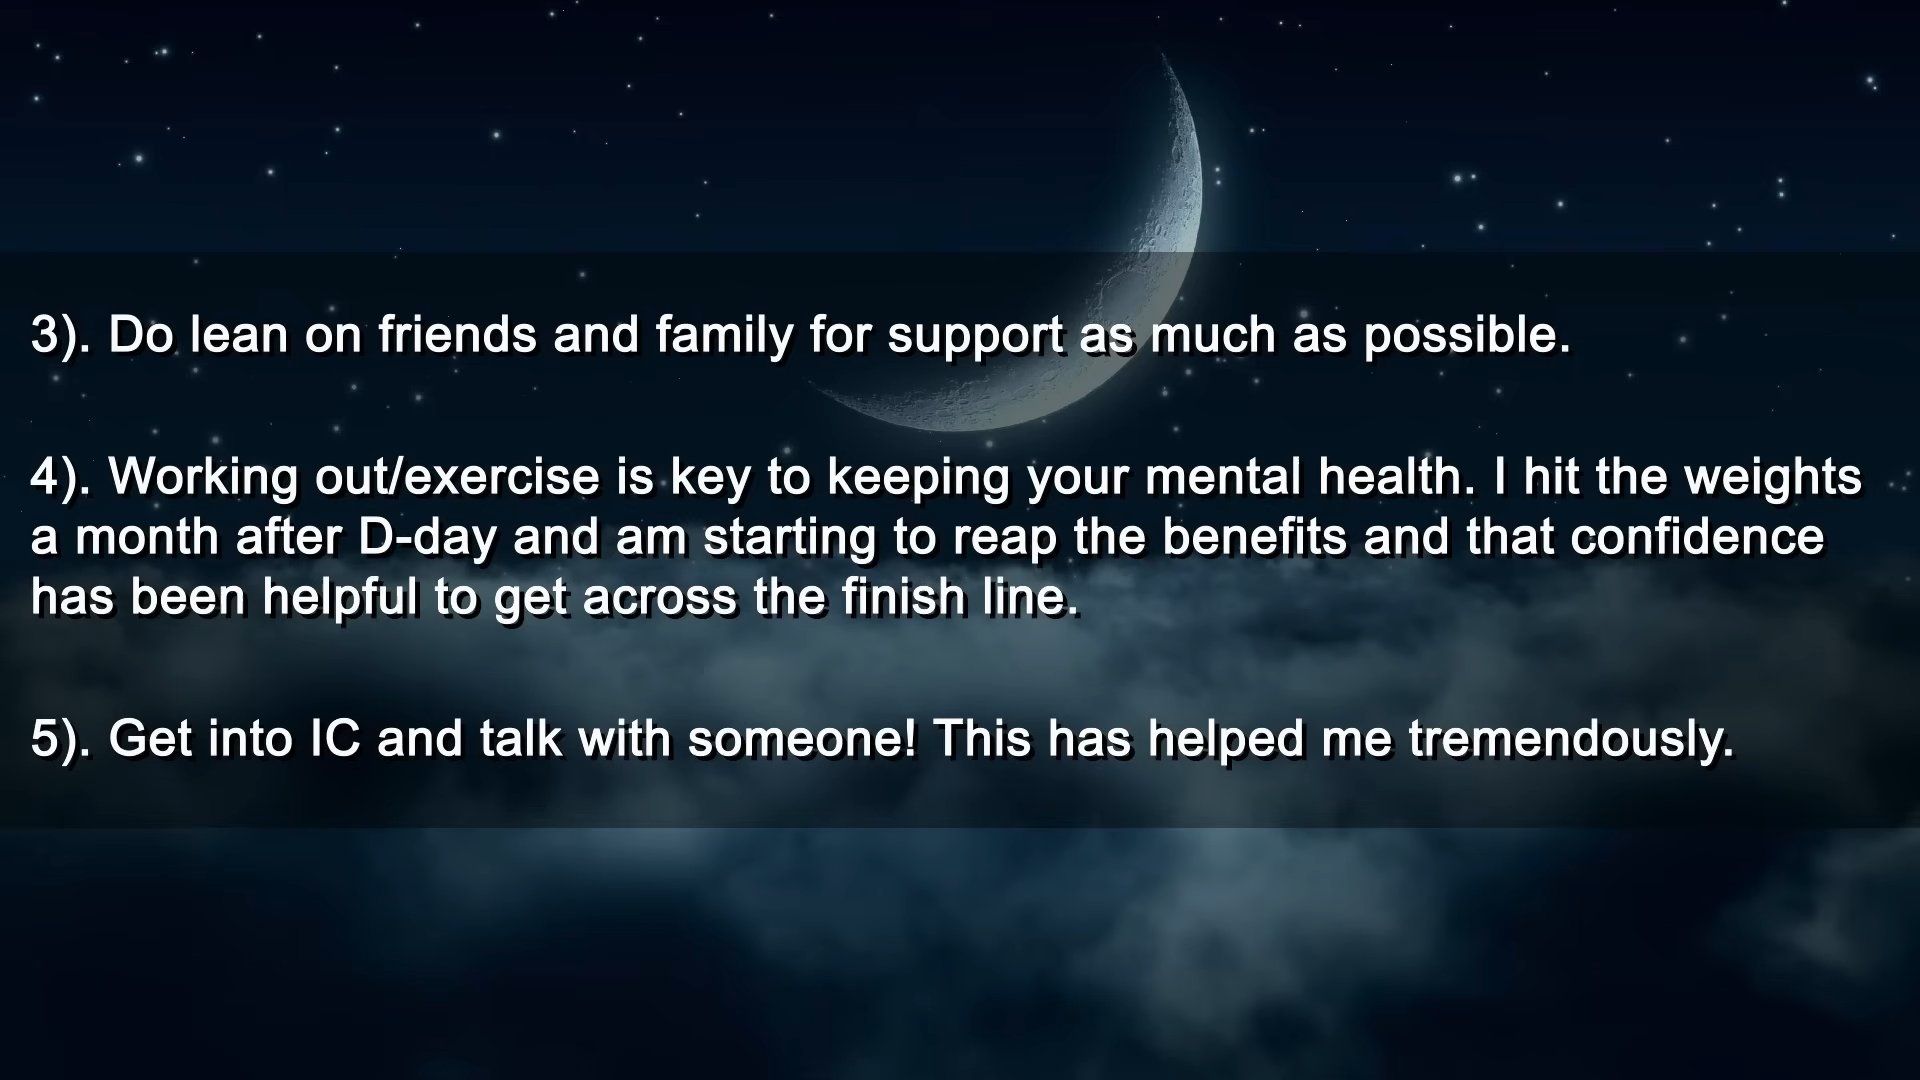 3). Do lean on friends and family for support as much as possible.
4). Working out/exercise is key to keeping your mental health. I hit the weights
a month after D-day and am starting to reap the benefits and that confidence
has been helpful to get across the finish line.
5). Get into IC and talk with someone! This has helped me tremendously.